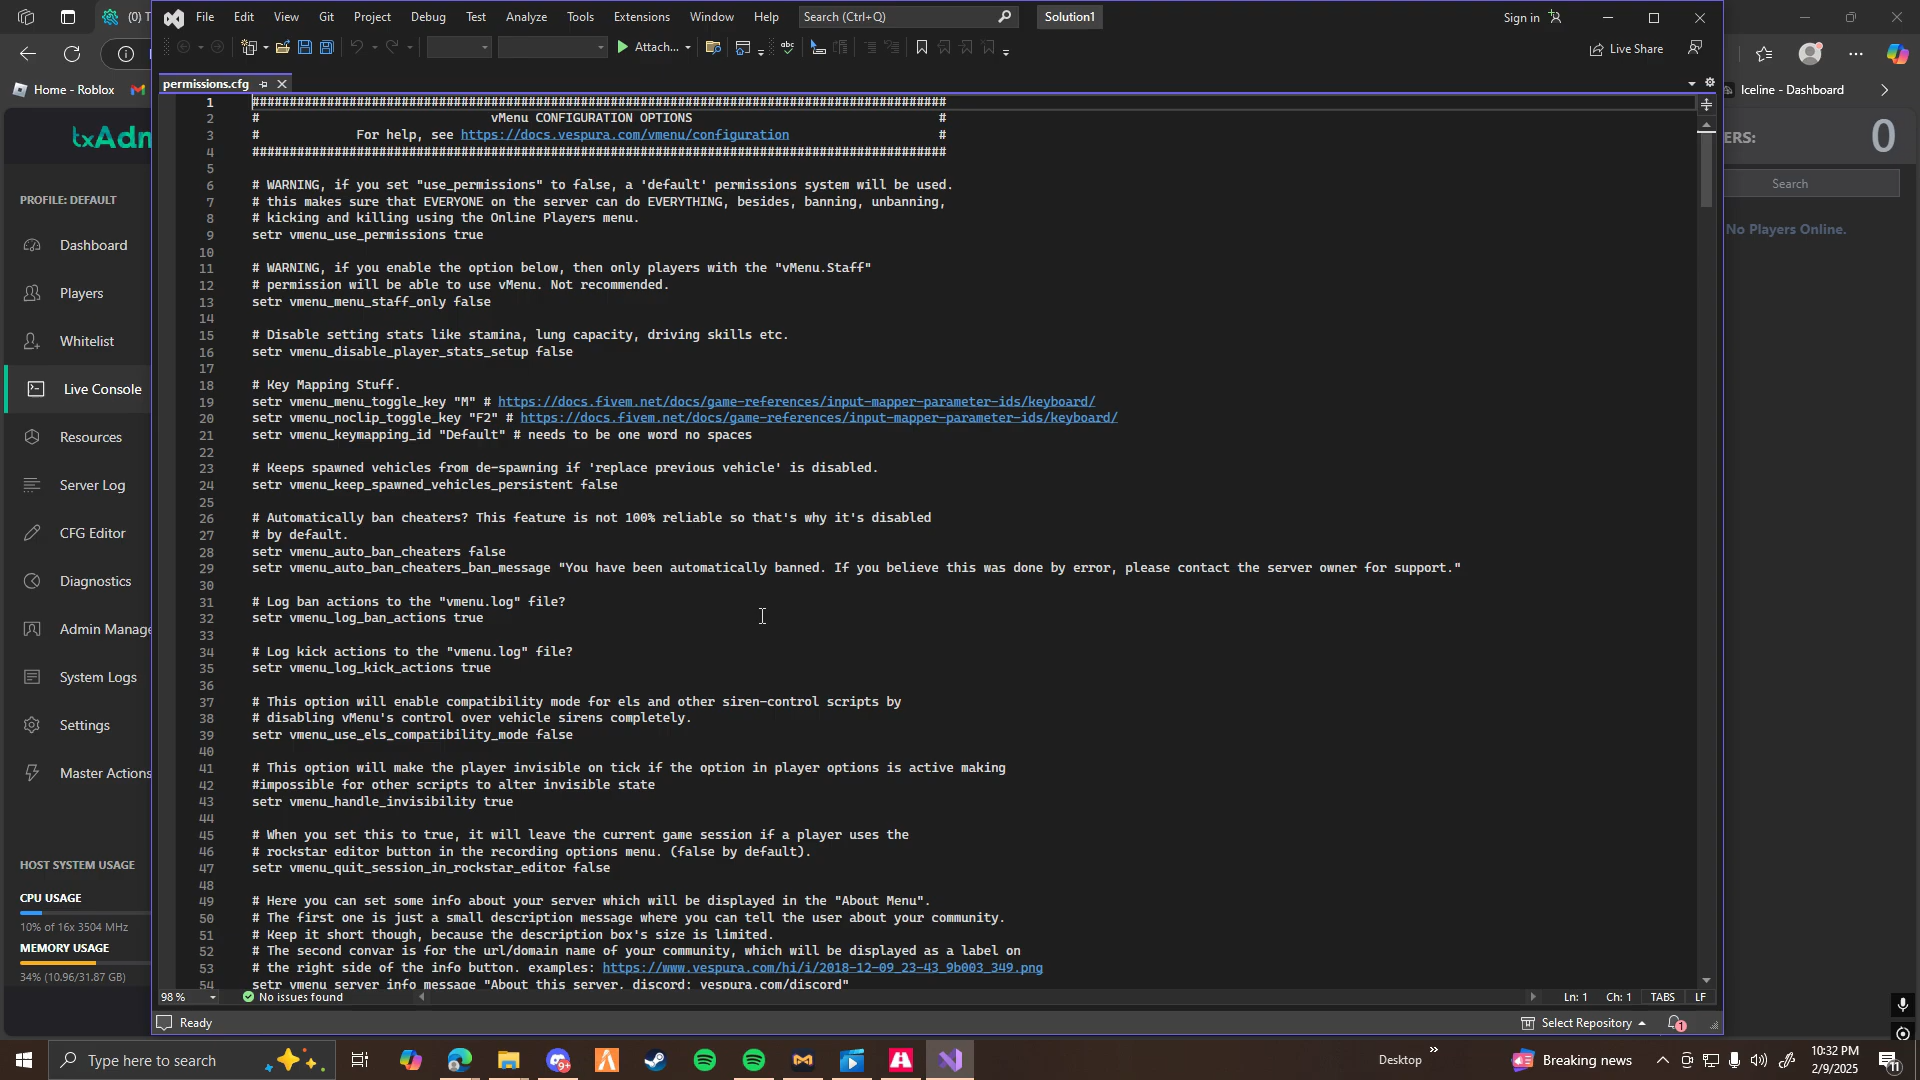 File Edit View Git Project Debug Test Analyze Tools Extensions Window Help Search (Ctrl+Q) Solution1 Sign in
Attach... Live Share
(0) T
Home - Roblox
Iceline - Dashboard
permissions.cfg
txAdm
ERS: 0
Search
No Players Online.
PROFILE: DEFAULT
Dashboard
Players
Whitelist
Live Console
Resources
Server Log
CFG Editor
Diagnostics
Admin Manage
System Logs
Settings
Master Actions
HOST SYSTEM USAGE
CPU USAGE
10% of 16x 3504 MHz
MEMORY USAGE
34% (10.96/31.87 GB)
1 #############################################################################################
2 # vMenu CONFIGURATION OPTIONS #
3 # For help, see https://docs.vespura.com/vmenu/configuration #
4 #############################################################################################
5
6 # WARNING, if you set "use_permissions" to false, a 'default' permissions system will be used.
7 # this makes sure that EVERYONE on the server can do EVERYTHING, besides, banning, unbanning,
8 # kicking and killing using the Online Players menu.
9 setr vmenu_use_permissions true
10
11 # WARNING, if you enable the option below, then only players with the "vMenu.Staff"
12 # permission will be able to use vMenu. Not recommended.
13 setr vmenu_menu_staff_only false
14
15 # Disable setting stats like stamina, lung capacity, driving skills etc.
16 setr vmenu_disable_player_stats_setup false
17
18 # Key Mapping Stuff.
19 setr vmenu_menu_toggle_key "M" # https://docs.fivem.net/docs/game-references/input-mapper-parameter-ids/keyboard/
20 setr vmenu_noclip_toggle_key "F2" # https://docs.fivem.net/docs/game-references/input-mapper-parameter-ids/keyboard/
21 setr vmenu_keymapping_id "Default" # needs to be one word no spaces
22
23 # Keeps spawned vehicles from de-spawning if 'replace previous vehicle' is disabled.
24 setr vmenu_keep_spawned_vehicles_persistent false
25
26 # Automatically ban cheaters? This feature is not 100% reliable so that's why it's disabled
27 # by default.
28 setr vmenu_auto_ban_cheaters false
29 setr vmenu_auto_ban_cheaters_ban_message "You have been automatically banned. If you believe this was done by error, please contact the server owner for support."
30
31 # Log ban actions to the "vmenu.log" file?
32 setr vmenu_log_ban_actions true
33
34 # Log kick actions to the "vmenu.log" file?
35 setr vmenu_log_kick_actions true
36
37 # This option will enable compatibility mode for els and other siren-control scripts by
38 # disabling vMenu's control over vehicle sirens completely.
39 setr vmenu_use_els_compatibility_mode false
40
41 # This option will make the player invisible on tick if the option in player options is active making
42 #impossible for other scripts to alter invisible state
43 setr vmenu_handle_invisibility true
44
45 # When you set this to true, it will leave the current game session if a player uses the
46 # rockstar editor button in the recording options menu. (false by default).
47 setr vmenu_quit_session_in_rockstar_editor false
48
49 # Here you can set some info about your server which will be displayed in the "About Menu".
50 # The first one is just a small description message where you can tell the user about your community.
51 # Keep it short though, because the description box's size is limited.
52 # The second convar is for the url/domain name of your community, which will be displayed as a label on
53 # the right side of the info button. examples: https://www.vespura.com/hi/i/2018-12-09_23-43_9b003_349.png
54 setr vmenu_server_info_message "About this server, discord: vespura.com/discord"
98 % No issues found Ln: 1 Ch: 1 TABS LF
Ready Select Repository 1
Type here to search 9+ Desktop Breaking news 10:32 PM
2/9/2025 11